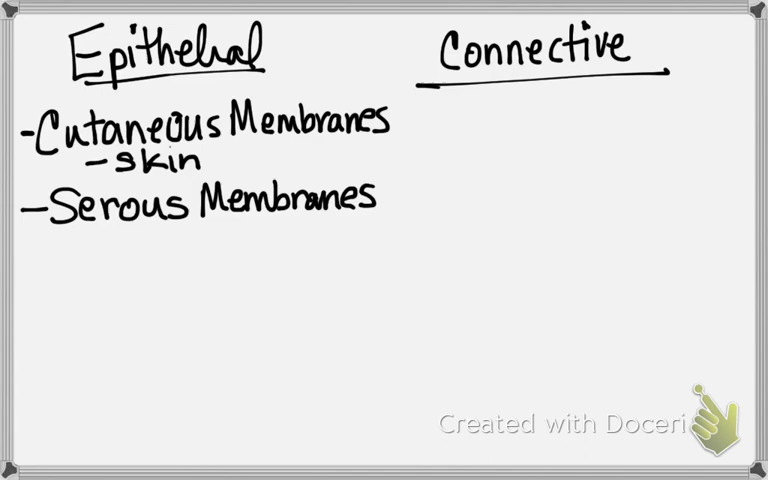 Epithelial
Connective
-Cutaneous Membranes
-skin
-Serous Membranes
Created with Doceri